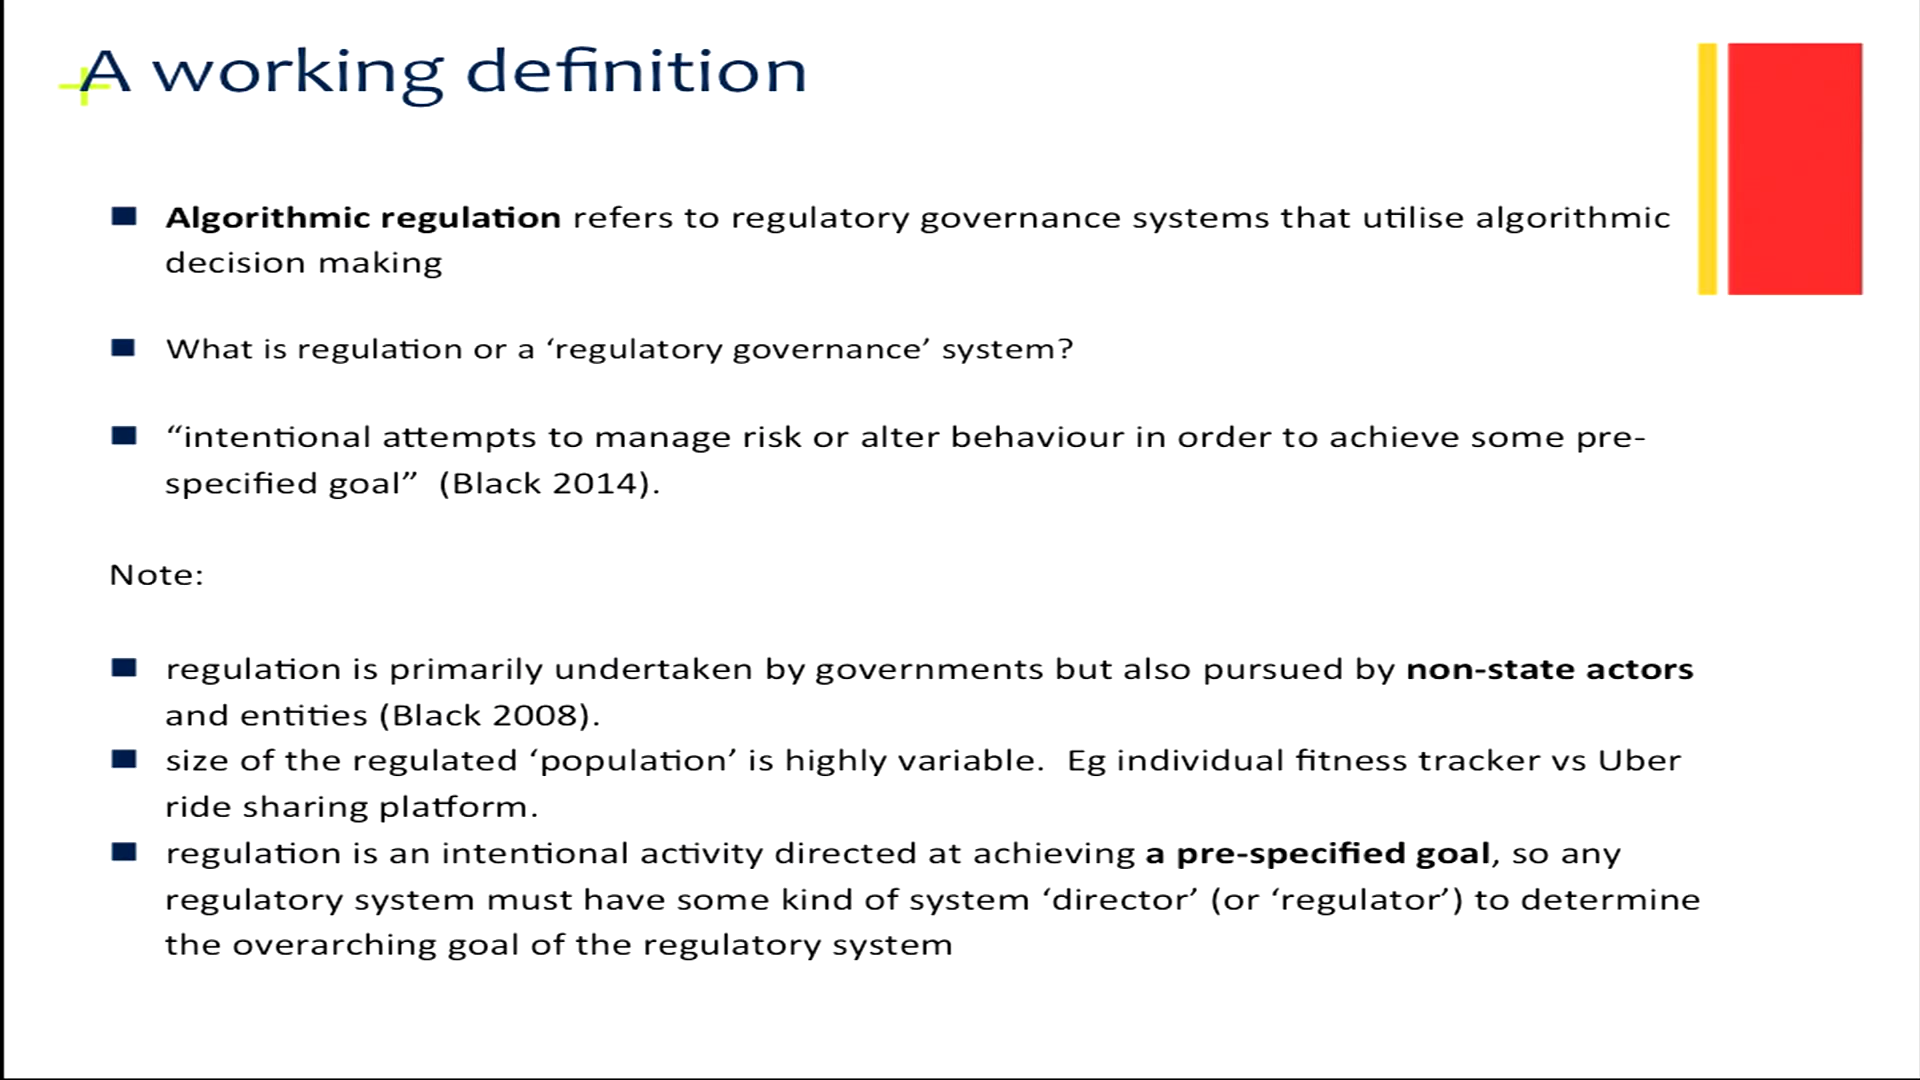 A working definition
Algorithmic regulation refers to regulatory governance systems that utilise algorithmic
decision making
What is regulation or a ‘regulatory governance’ system?
“intentional attempts to manage risk or alter behaviour in order to achieve some pre-
specified goal”  (Black 2014).
Note:
regulation is primarily undertaken by governments but also pursued by non-state actors
and entities (Black 2008).
size of the regulated ‘population’ is highly variable.  Eg individual fitness tracker vs Uber
ride sharing platform.
regulation is an intentional activity directed at achieving a pre-specified goal, so any
regulatory system must have some kind of system ‘director’ (or ‘regulator’) to determine
the overarching goal of the regulatory system